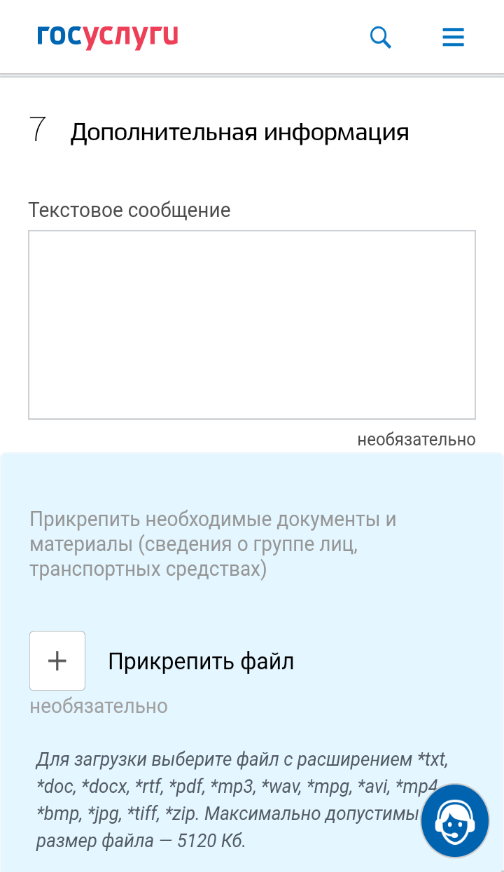 госуслуги
7 Дополнительная информация
Текстовое сообщение
необязательно
Прикрепить необходимые документы и
материалы (сведения о группе лиц,
транспортных средствах)
+ Прикрепить файл
необязательно
Для загрузки выберите файл с расширением *txt,
*doc, *docx, *rtf, *pdf, *mp3, *wav, *mpg, *avi, *mp4,
*bmp, *jpg, *tiff, *zip. Максимально допустимы
размер файла — 5120 Кб.